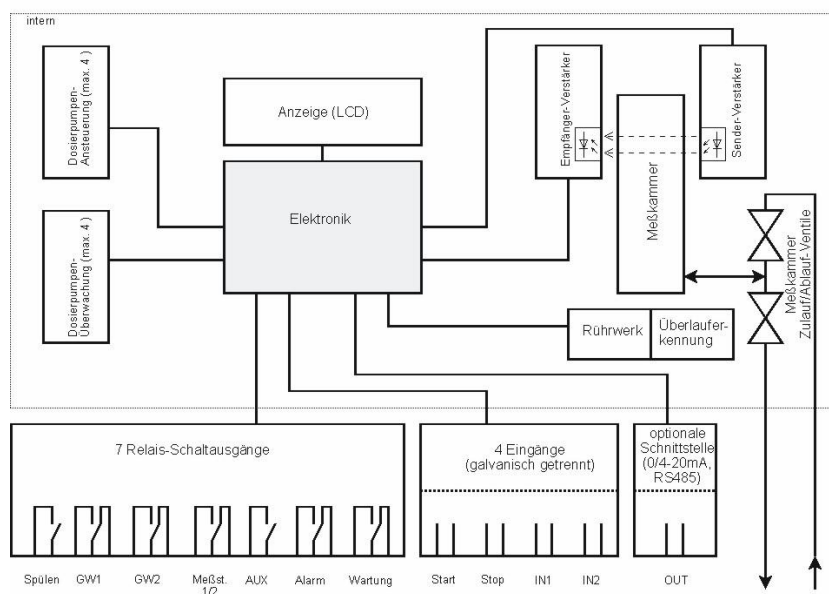 intern
Dosierpumpen-
Ansteuerung (max. 4 )
Anzeige (LCD)
Elektronik
Empfänger-Verstärker
Meßkammer
Sender-Verstärker
Dosierpumpen-
Überwachung (max. 4 )
Meßkammer
Zulauf/Ablauf-Ventile
Rührwerk
Überlaufer-
kennung
7 Relais-Schaltausgänge
4 Eingänge
(galvanisch getrennt)
optionale
Schnittstelle
(0/4-20mA,
RS485)
Spülen
GW1
GW2
Meßst.
1/2
AUX
Alarm
Wartung
Start
Stop
IN1
IN2
OUT